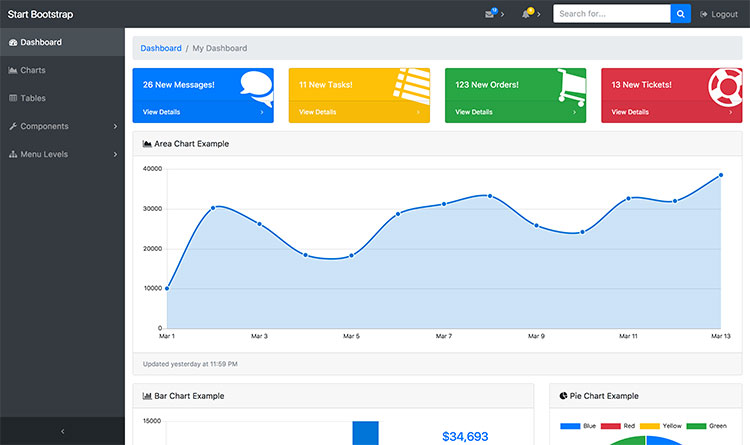 Start Bootstrap
12
Search for...
Logout
Dashboard
Charts
Tables
Components
Menu Levels
Dashboard / My Dashboard
26 New Messages!
View Details
11 New Tasks!
View Details
123 New Orders!
View Details
13 New Tickets!
View Details
Area Chart Example
40000
30000
20000
10000
0
Mar 1 Mar 3 Mar 5 Mar 7 Mar 9 Mar 11 Mar 13
Updated yesterday at 11:59 PM
Bar Chart Example
15000
$34,693
Pie Chart Example
Blue Red Yellow Green